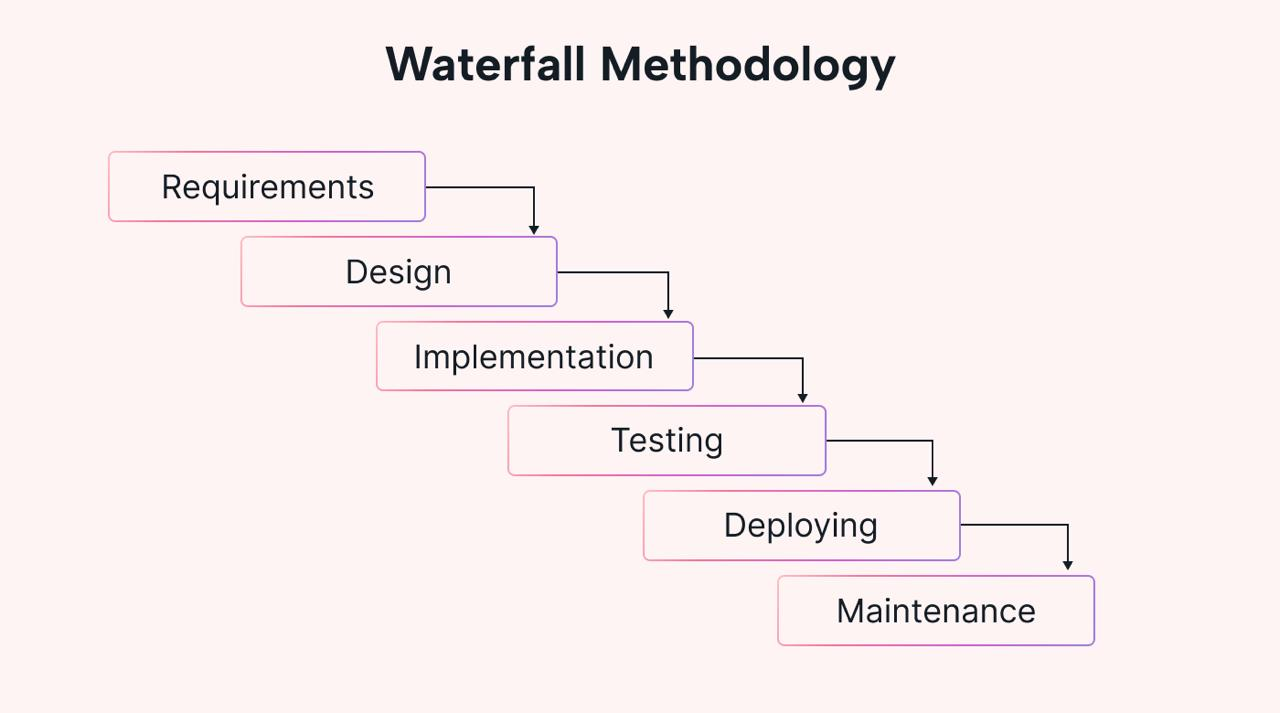 Waterfall Methodology
Requirements
Design
Implementation
Testing
Deploying
Maintenance